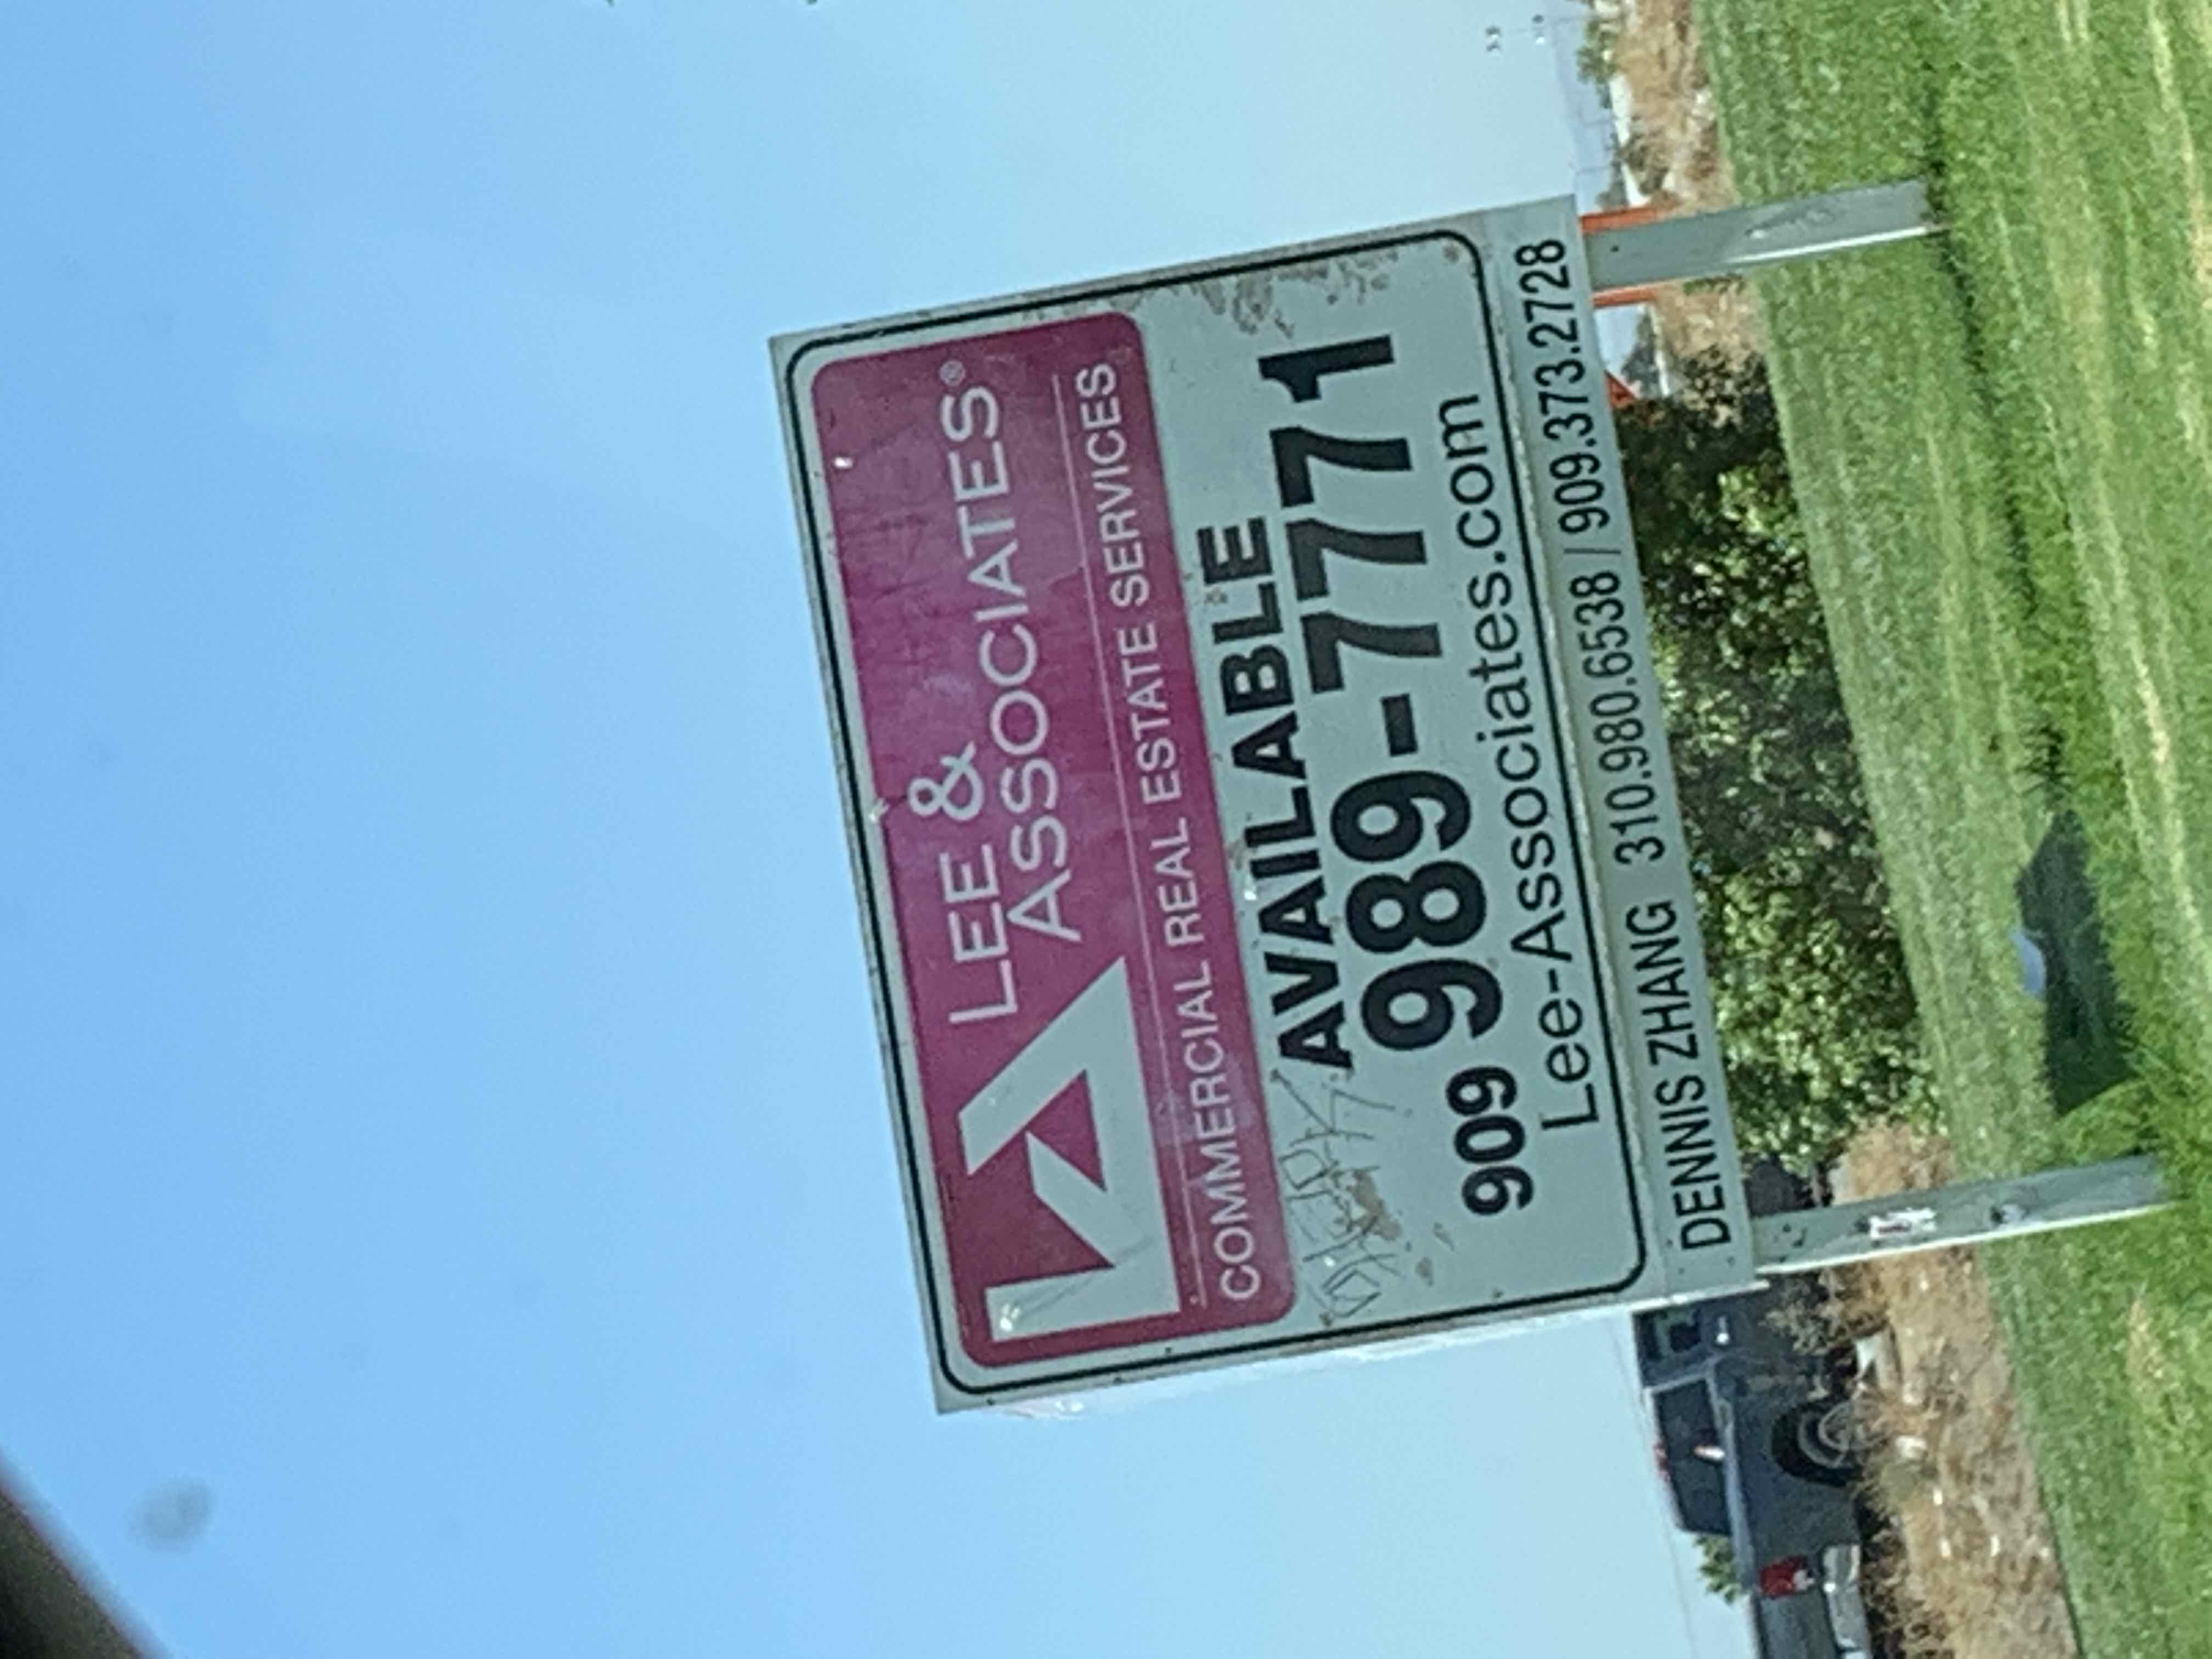 LEE &
ASSOCIATES®
COMMERCIAL REAL ESTATE SERVICES
AVAILABLE
909 989-7771
Lee-Associates.com
DENNIS ZHANG 310.980.6538 / 909.373.2728